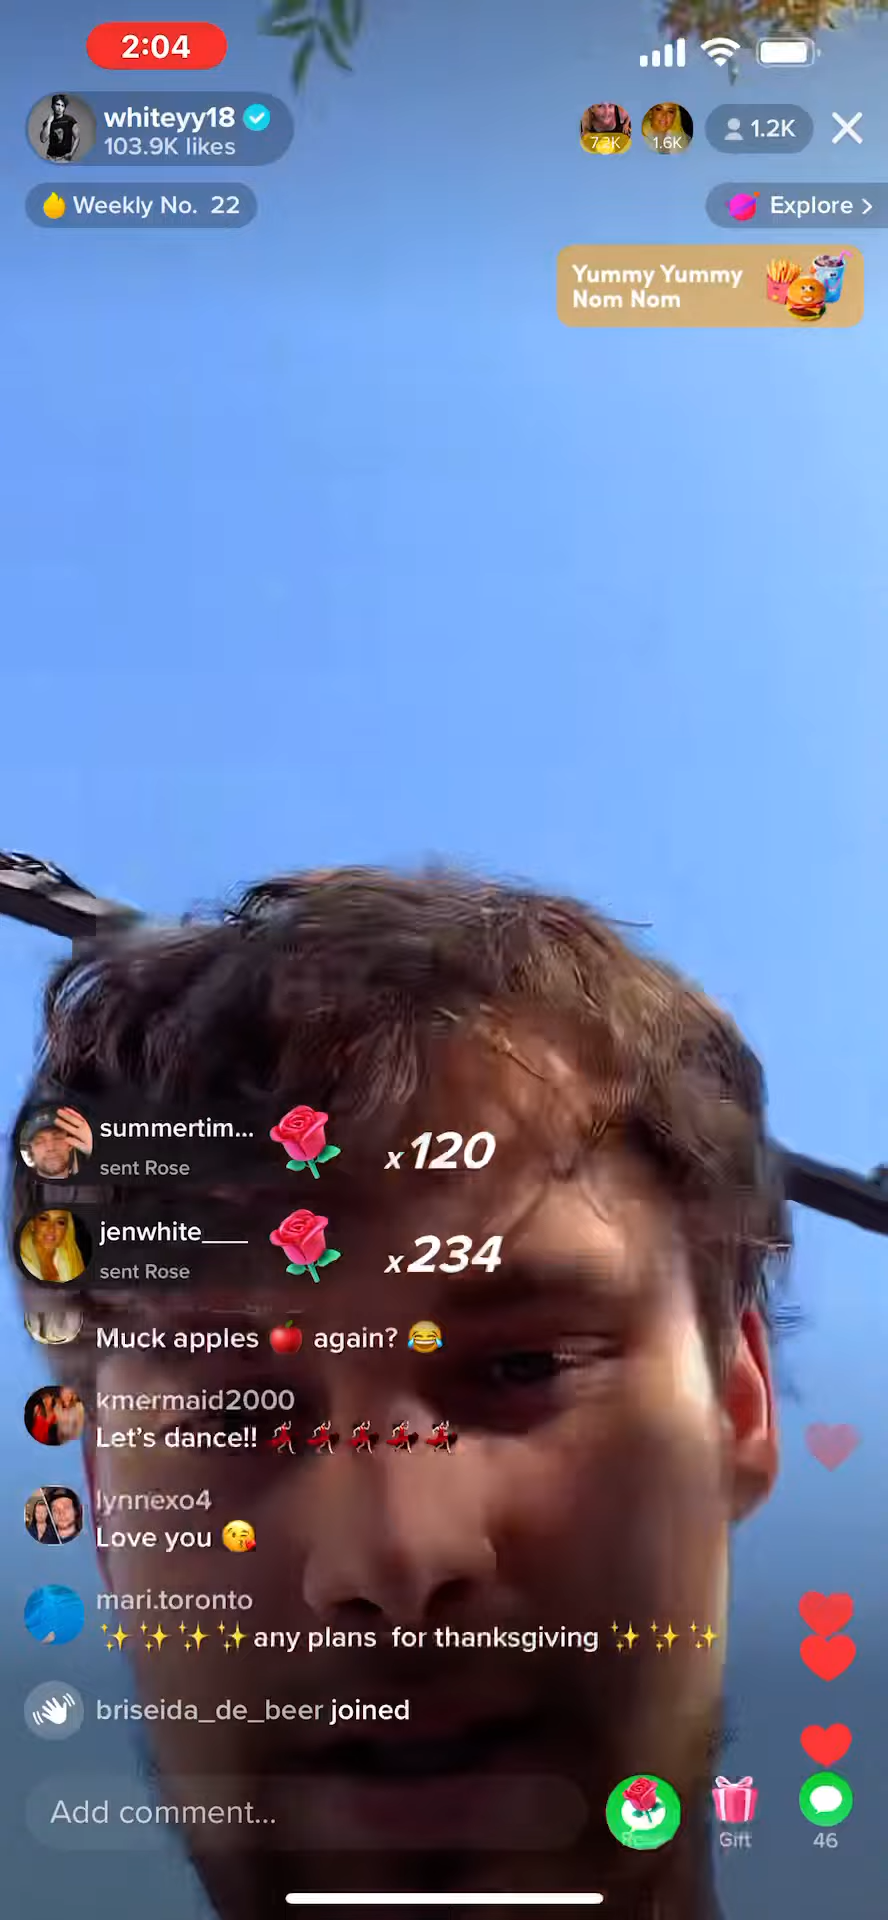 2:04
whiteyy18
103.9K likes
7.2K
1.6K
1.2K
Weekly No. 22
Explore >
Yummy Yummy
Nom Nom
summertim...
sent Rose
x120
jenwhite___
sent Rose
x234
Muck apples 🍎 again? 😂
kmermaid2000
Let's dance!! 💃💃💃💃💃
lynnexo4
Love you 😘
mari.toronto
✨✨✨✨any plans for thanksgiving ✨✨✨
briseida_de_beer joined
Add comment...
Gift
46